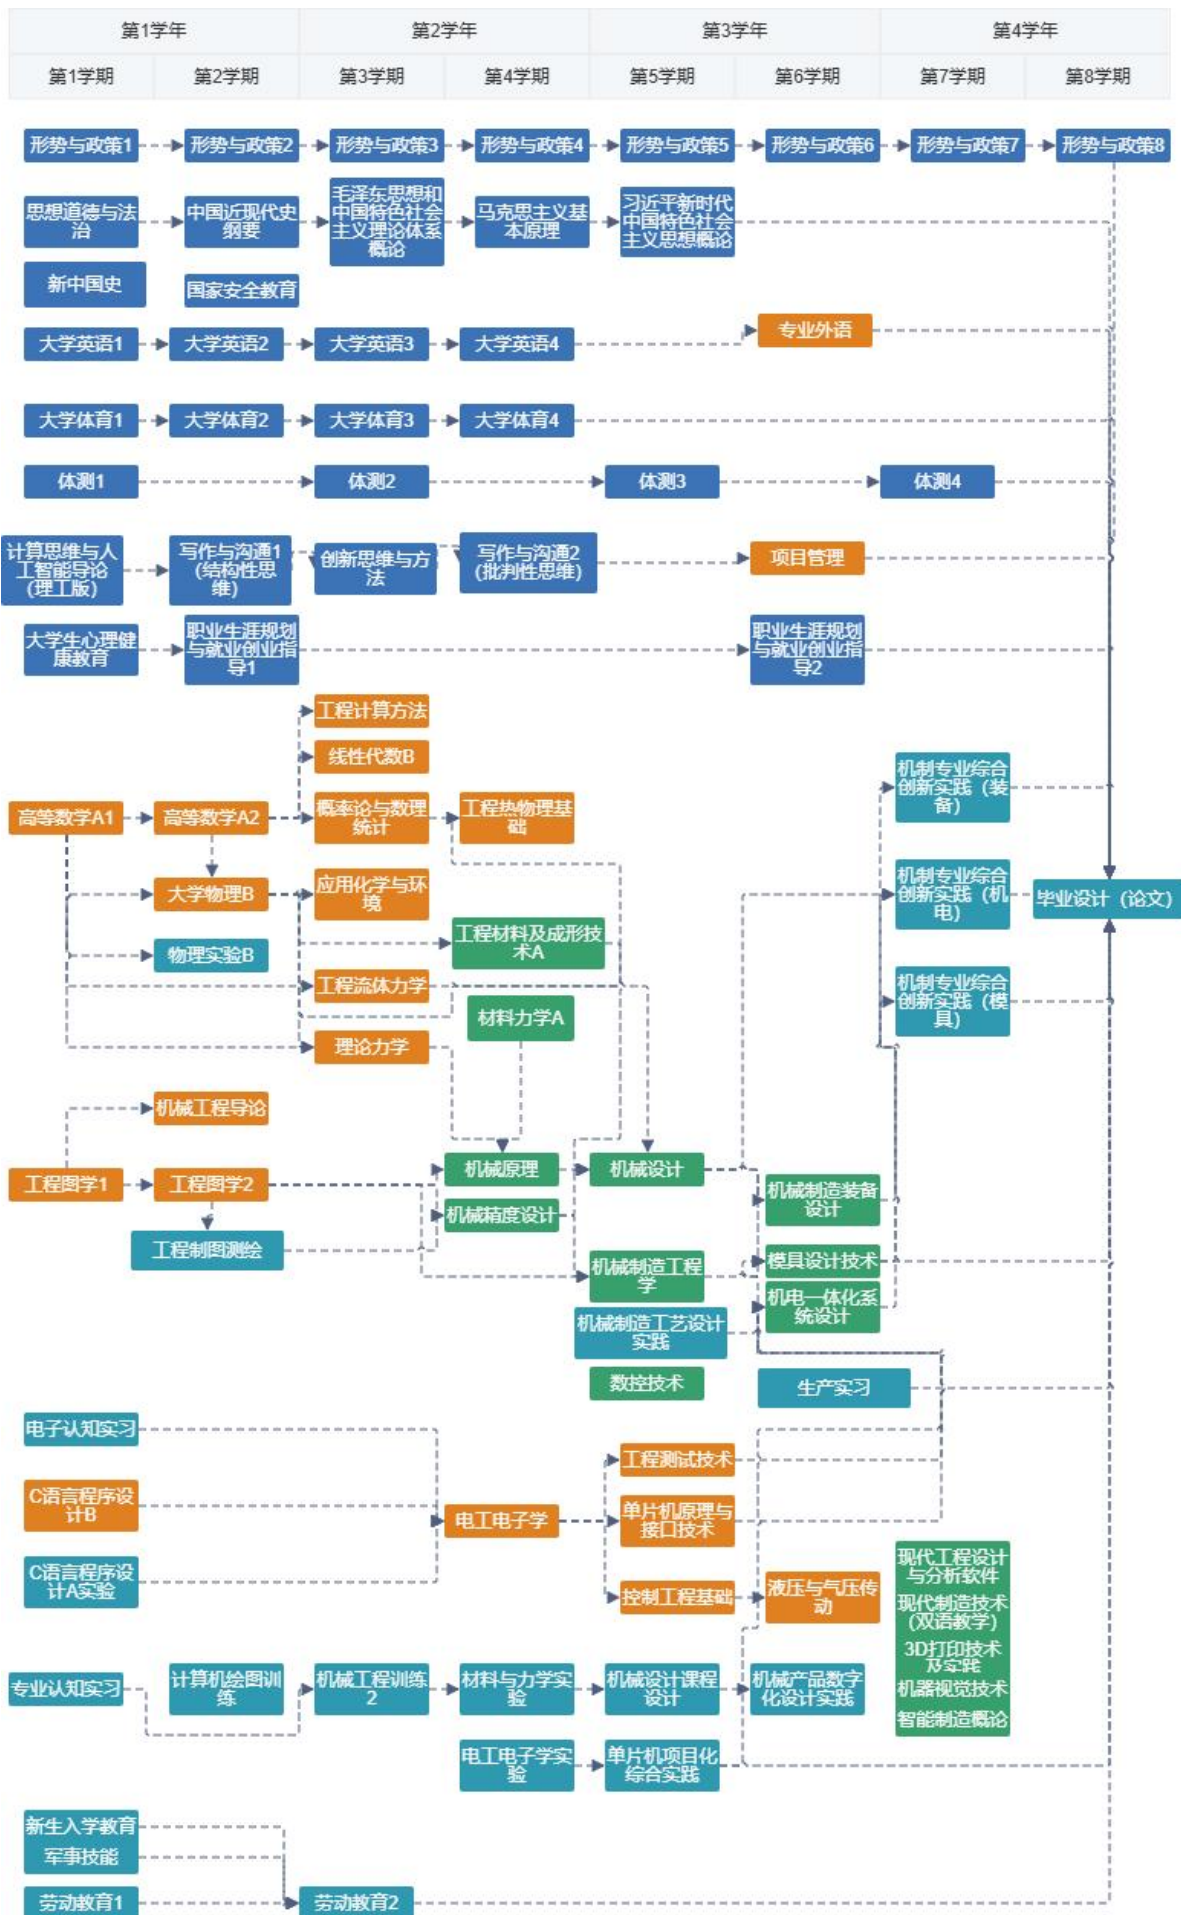 第1学年 第2学年 第3学年 第4学年
第1学期 第2学期 第3学期 第4学期 第5学期 第6学期 第7学期 第8学期
形势与政策1 形势与政策2 形势与政策3 形势与政策4 形势与政策5 形势与政策6 形势与政策7 形势与政策8
思想道德与法
治
中国近现代史
纲要
毛泽东思想和
中国特色社会
主义理论体系
概论
马克思主义基
本原理
习近平新时代
中国特色社会
主义思想概论
新中国史
国家安全教育
大学英语1 大学英语2 大学英语3 大学英语4
专业外语
大学体育1 大学体育2 大学体育3 大学体育4
体测1 体测2 体测3 体测4
计算思维与人
工智能导论
(理工版)
写作与沟通1
(结构性思
维)
创新思维与方
法
写作与沟通2
(批判性思维)
项目管理
大学生心理健
康教育
职业生涯规划
与就业创业指
导1
职业生涯规划
与就业创业指
导2
工程计算方法
线性代数B
高等数学A1 高等数学A2
概率论与数理
统计
工程热物理基
础
机制专业综合
创新实践（装
备）
大学物理B
应用化学与环
境
机制专业综合
创新实践（机
电）
毕业设计（论文）
物理实验B
工程材料及成形技
术A
工程流体力学
材料力学A
机制专业综合
创新实践（模
具）
理论力学
机械工程导论
工程图学1 工程图学2
机械原理
机械设计
机械制造装备
设计
机械精度设计
工程制图测绘
机械制造工程
学
模具设计技术
机电一体化系
统设计
机械制造工艺设计
实践
数控技术
生产实习
电子认知实习
C语言程序设
计B
C语言程序设
计A实验
电工电子学
工程测试技术
单片机原理与
接口技术
控制工程基础
液压与气压传
动
现代工程设计
与分析软件
现代制造技术
(双语教学)
3D打印技术
及实践
机器视觉技术
智能制造概论
专业认知实习
计算机绘图训
练
机械工程训练
2
材料与力学实
验
机械设计课程
设计
机械产品数字
化设计实践
电工电子学实
验
单片机项目化
综合实践
新生入学教育
军事技能
劳动教育1 劳动教育2